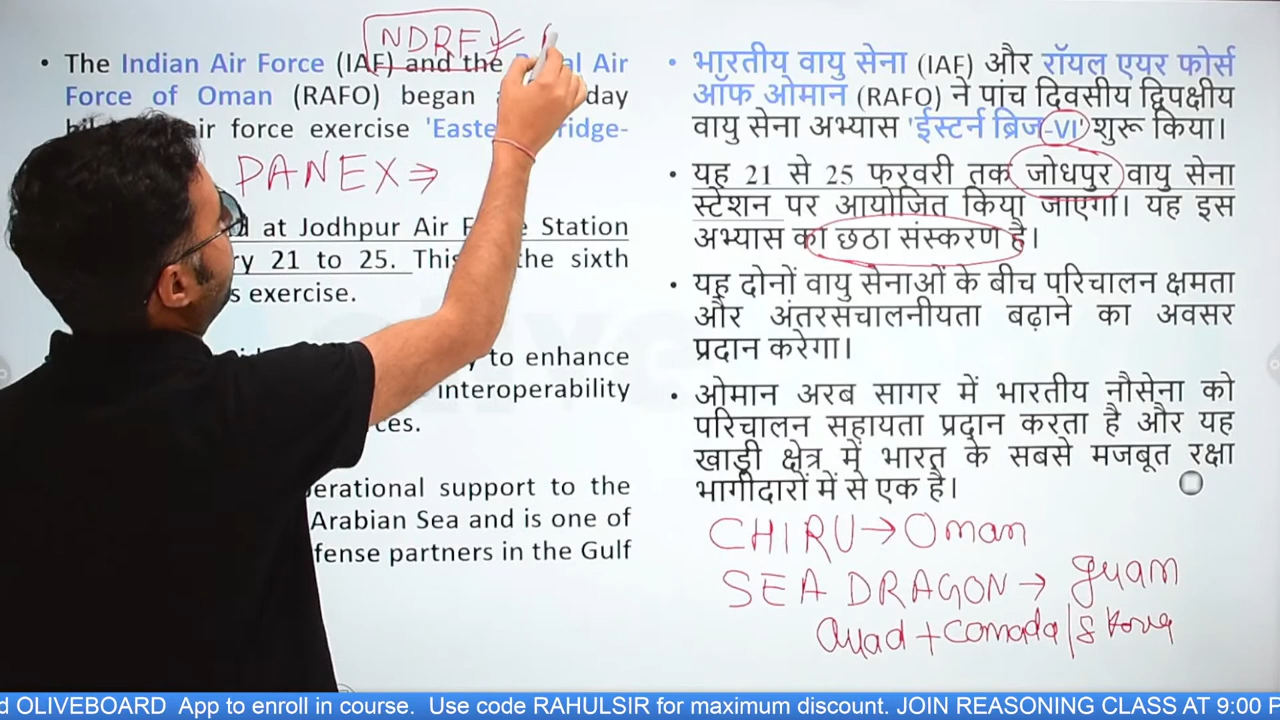 NDRF
• The Indian Air Force (IAF) and the Air
Force of Oman (RAFO) began day
air force exercise 'Easte ridge-
PANEX ⇒
at Jodhpur Air F e Station
ry 21 to 25. This the sixth
s exercise.
y to enhance
interoperability
ces.
perational support to the
Arabian Sea and is one of
fense partners in the Gulf
• भारतीय वायु सेना (IAF) और रॉयल एयर फोर्स
ऑफ ओमान (RAFO) ने पांच दिवसीय द्विपक्षीय
वायु सेना अभ्यास 'ईस्टर्न ब्रिज-VI' शुरू किया।
• यह 21 से 25 फरवरी तक जोधपुर वायु सेना
स्टेशन पर आयोजित किया जाएगा। यह इस
अभ्यास का छठा संस्करण है।
• यह दोनों वायु सेनाओं के बीच परिचालन क्षमता
और अंतरसंचालनीयता बढ़ाने का अवसर
प्रदान करेगा।
• ओमान अरब सागर में भारतीय नौसेना को
परिचालन सहायता प्रदान करता है और यह
खाड़ी क्षेत्र में भारत के सबसे मजबूत रक्षा
भागीदारों में से एक है।
CHIRU → Oman
SEA DRAGON → guam
Quad + Comada | S Korea
d OLIVEBOARD App to enroll in course. Use code RAHULSIR for maximum discount. JOIN REASONING CLASS AT 9:00 P